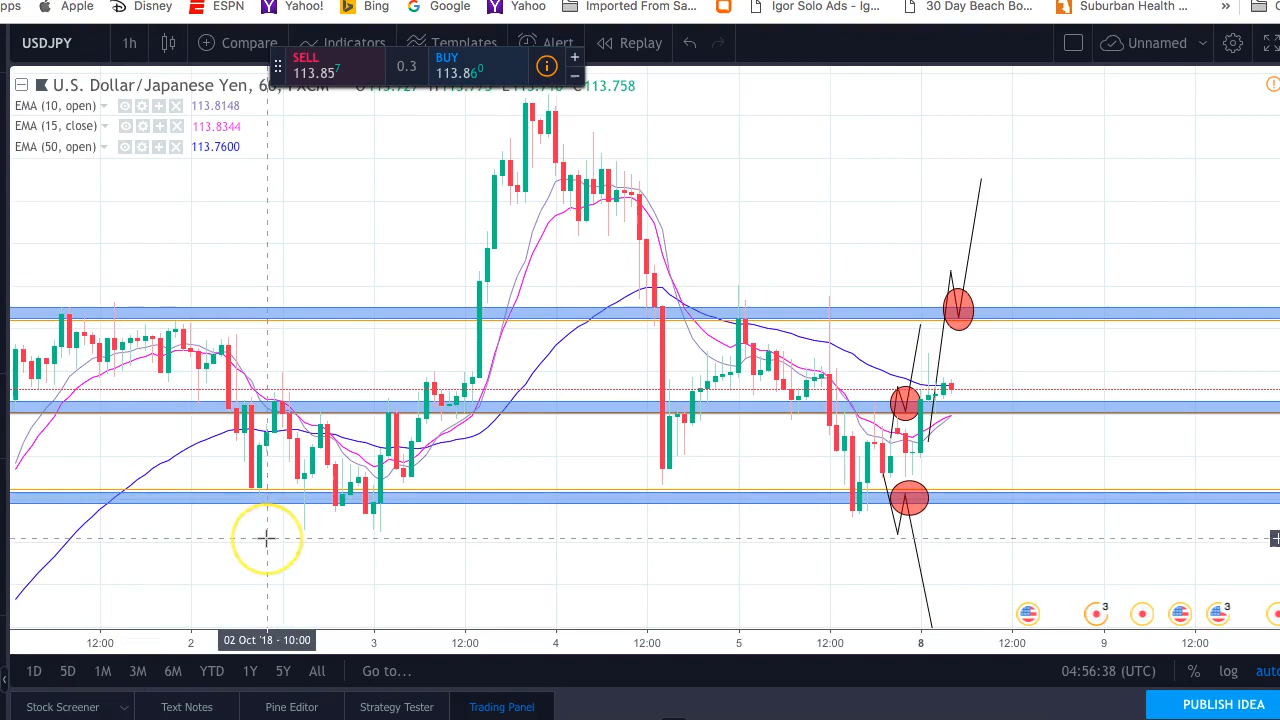 pps Apple Disney ESPN Yahoo! Bing Google Yahoo Imported From Sa... Igor Solo Ads - Ig... 30 Day Beach Bo... Suburban Health ... » Other
USDJPY 1h Compare Indicators Templates Alert Replay Unnamed
SELL
113.857
0.3
BUY
113.860
U.S. Dollar/Japanese Yen, 113.758
EMA (10, open) 113.8148
EMA (15, close) 113.8344
EMA (50, open) 113.7600
3 3
12:00 2 02 Oct '18 - 10:00 3 12:00 4 12:00 5 12:00 8 12:00 9 12:00
1D 5D 1M 3M 6M YTD 1Y 5Y All Go to... 04:56:38 (UTC) % log auto
Stock Screener Text Notes Pine Editor Strategy Tester Trading Panel PUBLISH IDEA